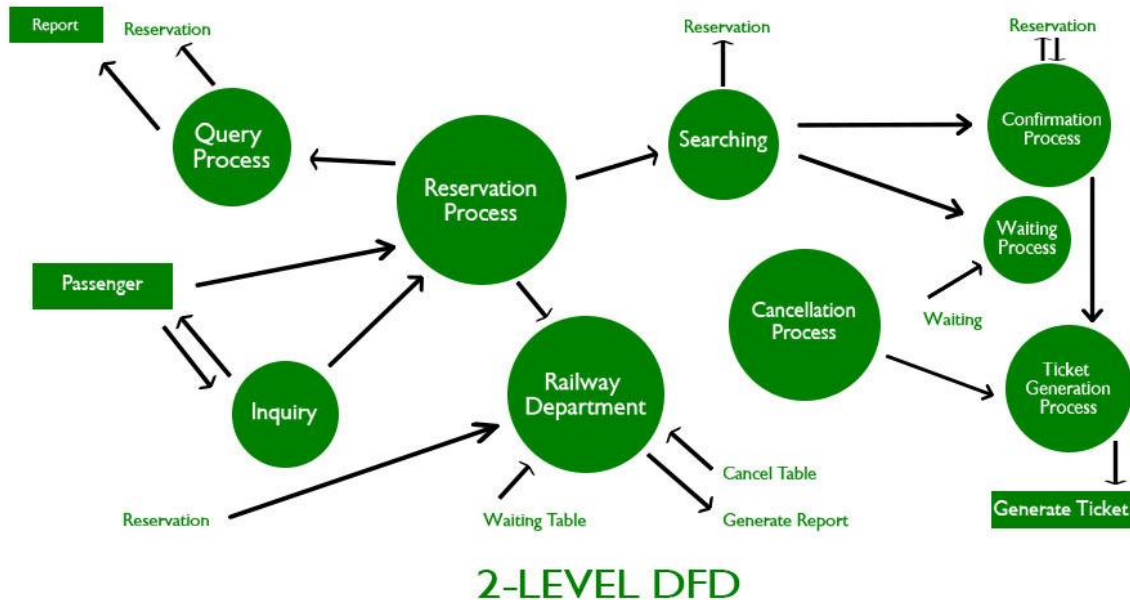 Report
Reservation
Reservation
Reservation
Query
Process
Reservation
Process
Searching
Confirmation
Process
Waiting
Process
Passenger
Cancellation
Process
Waiting
Inquiry
Railway
Department
Ticket
Generation
Process
Cancel Table
Reservation
Waiting Table
Generate Report
Generate Ticket
2-LEVEL DFD